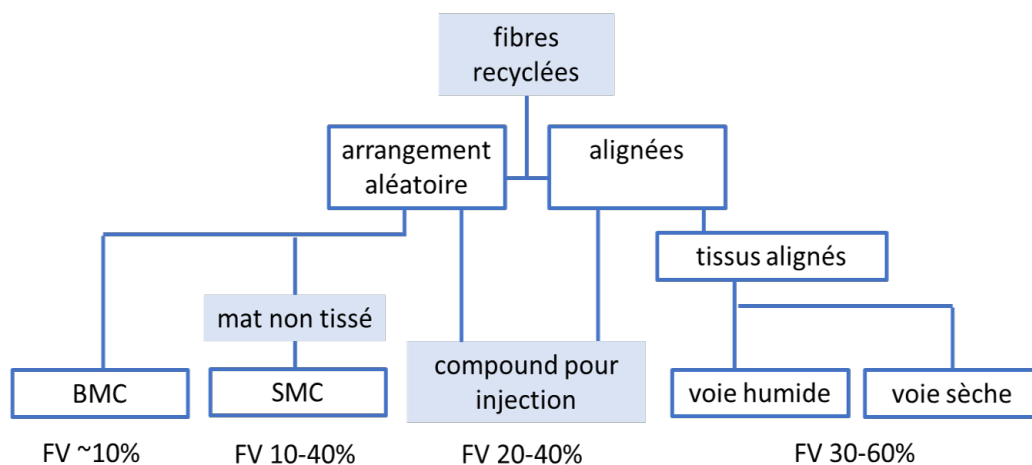 fibres
recyclées
arrangement
aléatoire
alignées
tissus alignés
mat non tissé
compound pour
injection
BMC
SMC
voie humide
voie sèche
FV ~10%
FV 10-40%
FV 20-40%
FV 30-60%